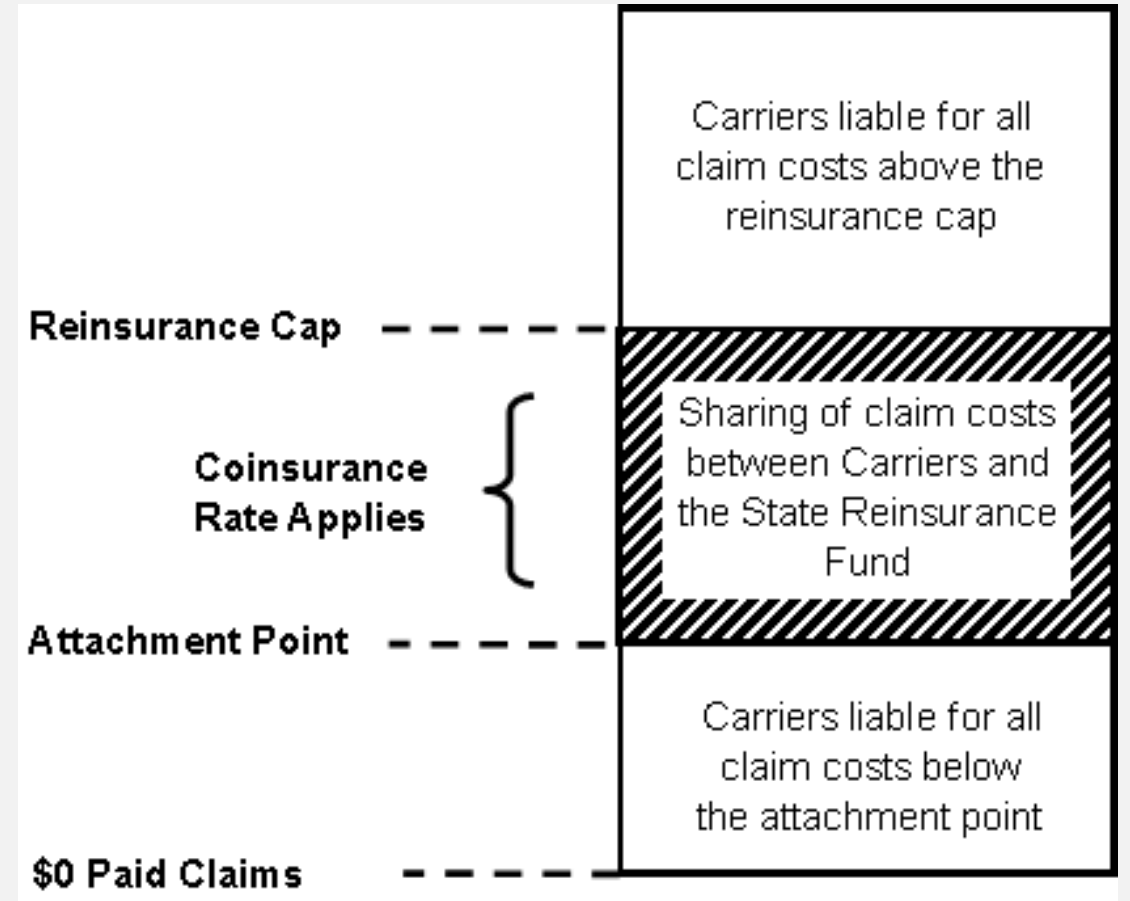 Carriers liable for all
claim costs above the
reinsurance cap
Reinsurance Cap
Sharing of claim costs
between Carriers and
the State Reinsurance
Fund
Coinsurance
Rate Applies
Attachment Point
Carriers liable for all
claim costs below
the attachment point
$0 Paid Claims